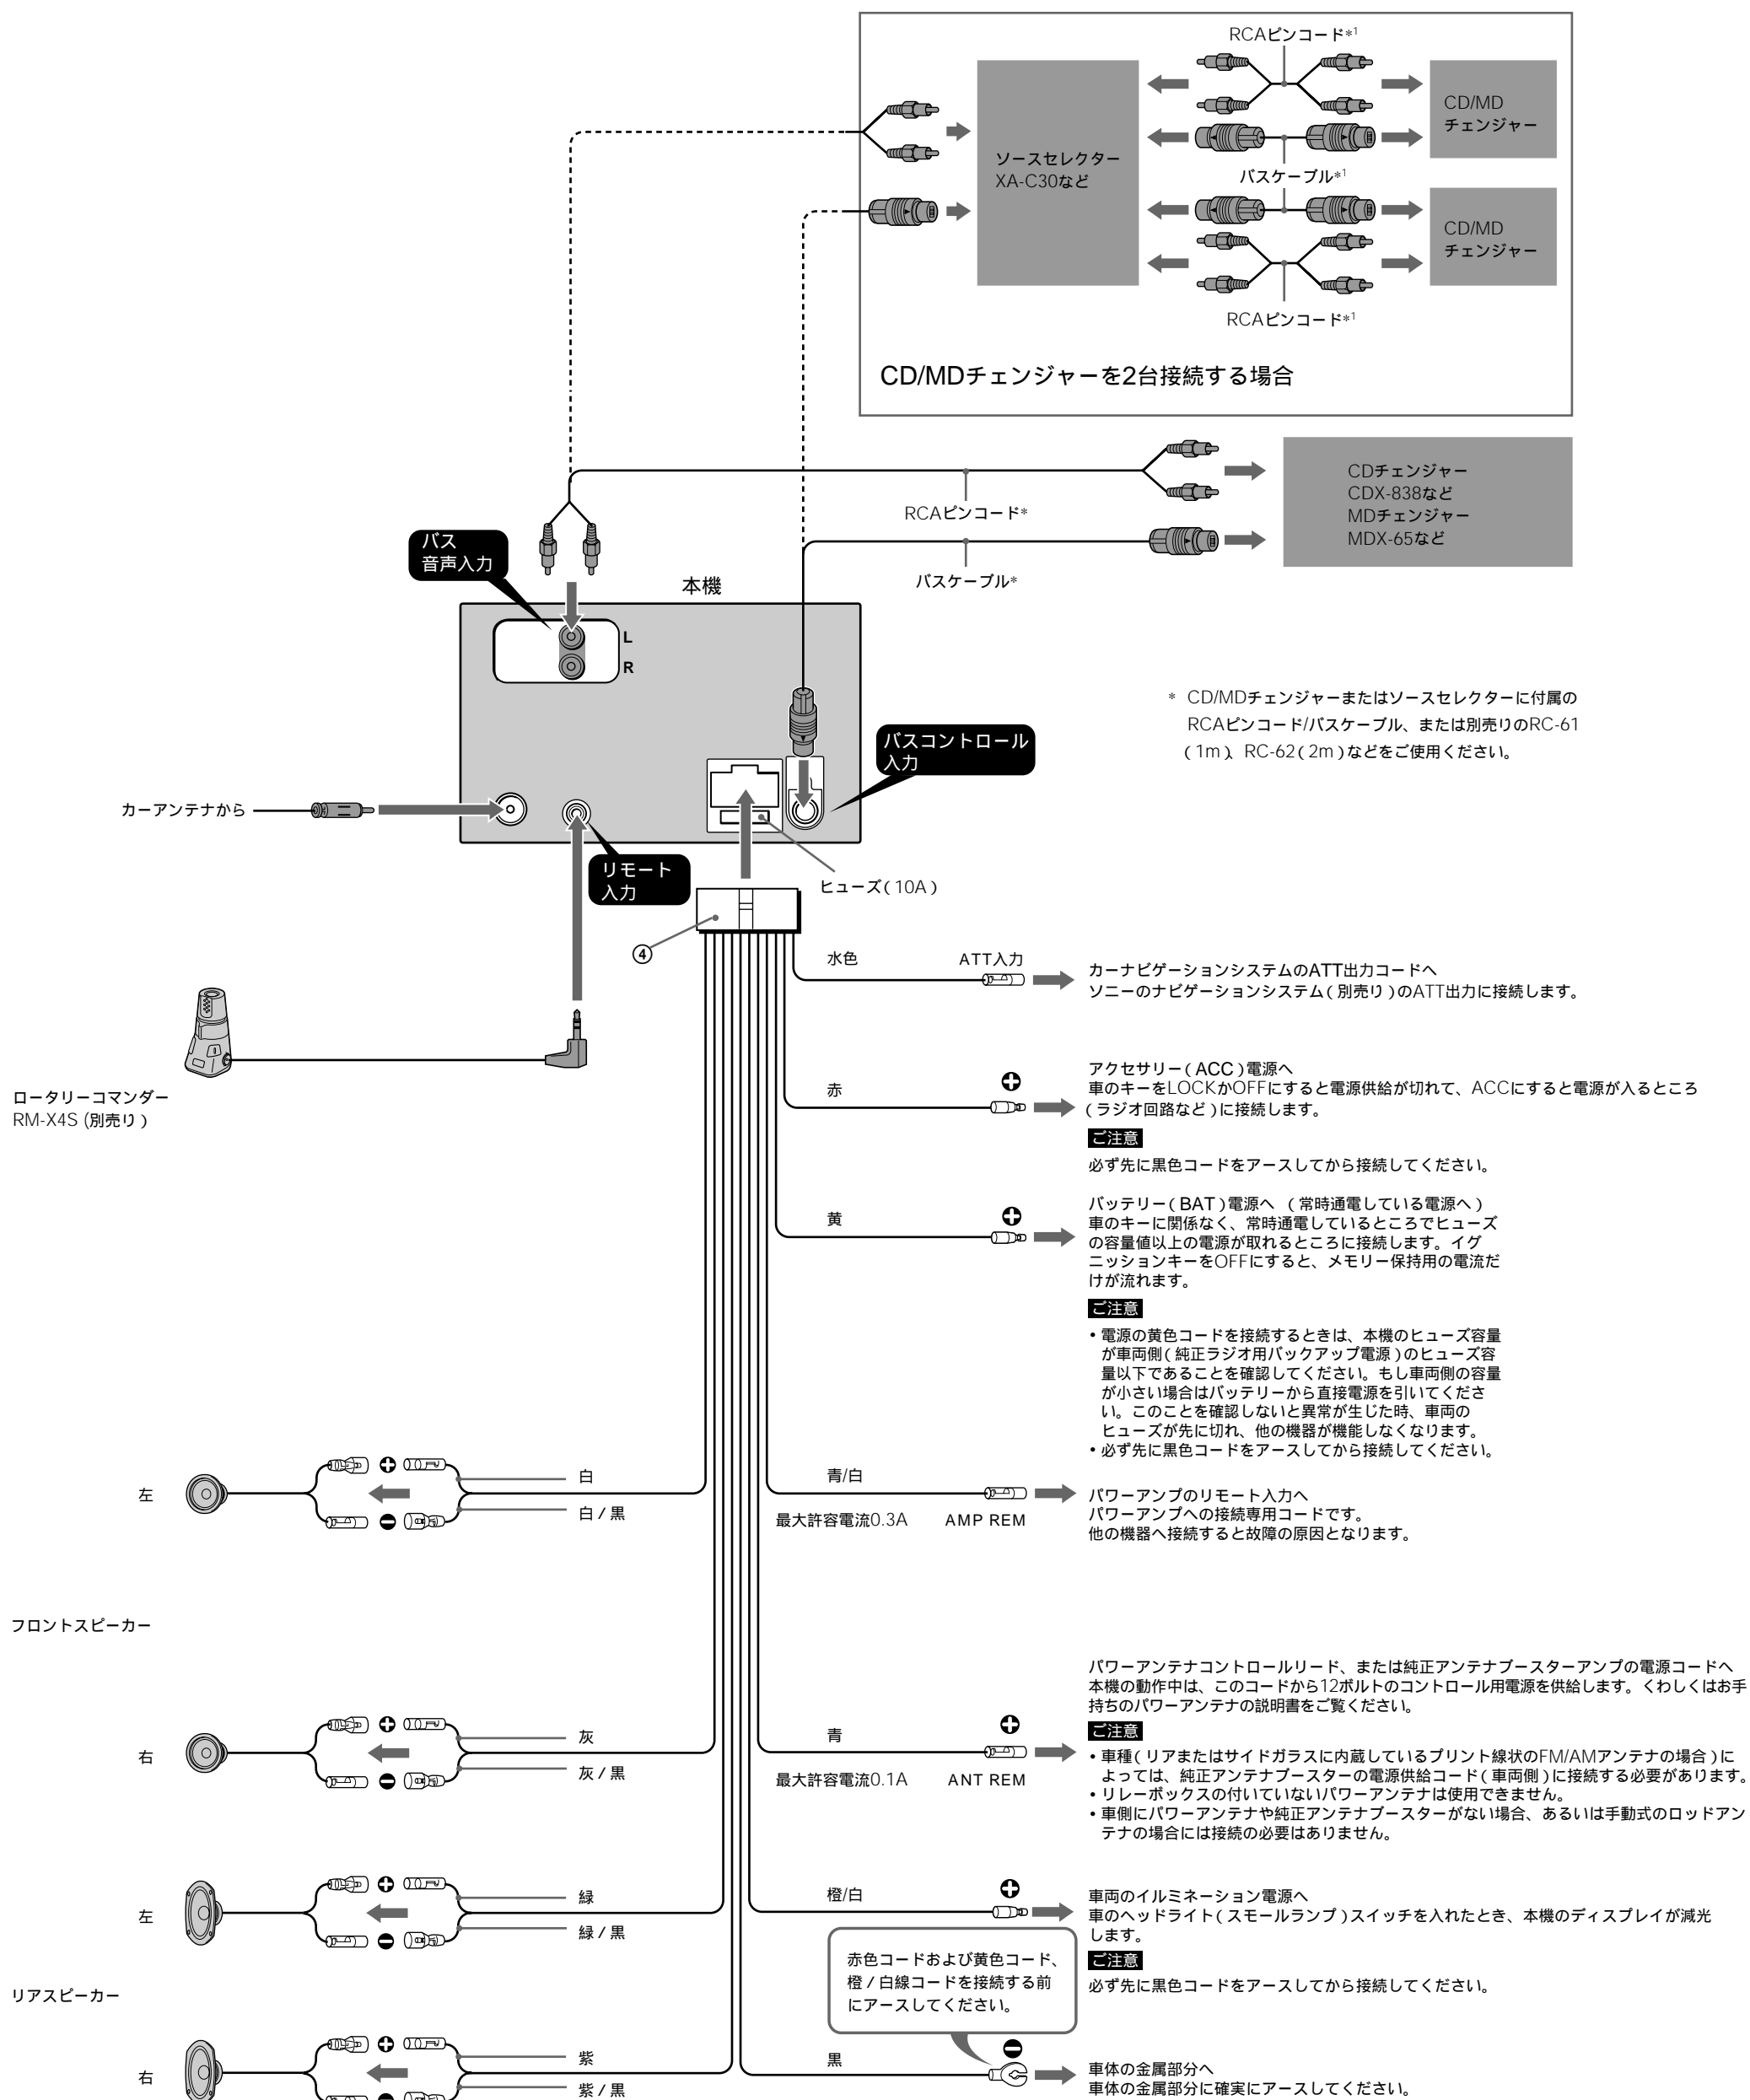 RCAピンコード*1
CD/MD
チェンジャー
ソースセレクター
XA-C30など
バスケーブル*1
CD/MD
チェンジャー
RCAピンコード*1
CD/MDチェンジャーを2台接続する場合
CDチェンジャー
CDX-838など
MDチェンジャー
MDX-65など
RCAピンコード*
バスケーブル*
バス
音声入力
本機
L
R
* CD/MDチェンジャーまたはソースセレクターに付属の
RCAピンコード/バスケーブル、または別売りのRC-61
(1m)、RC-62(2m)などをご使用ください。
バスコントロール
入力
カーアンテナから
リモート
入力
ヒューズ(10A)
④
水色 ATT入力
カーナビゲーションシステムのATT出力コードへ
ソニーのナビゲーションシステム(別売り)のATT出力に接続します。
ロータリーコマンダー
RM-X4S (別売り)
赤
アクセサリー(ACC)電源へ
車のキーをLOCKかOFFにすると電源供給が切れて、ACCにすると電源が入るところ
(ラジオ回路など)に接続します。
ご注意
必ず先に黒色コードをアースしてから接続してください。
黄
バッテリー(BAT)電源へ (常時通電している電源へ)
車のキーに関係なく、常時通電しているところでヒューズ
の容量値以上の電源が取れるところに接続します。イグ
ニッションキーをOFFにすると、メモリー保持用の電流だ
けが流れます。
ご注意
• 電源の黄色コードを接続するときは、本機のヒューズ容量
が車両側(純正ラジオ用バックアップ電源)のヒューズ容
量以下であることを確認してください。もし車両側の容量
が小さい場合はバッテリーから直接電源を引いてくださ
い。このことを確認しないと異常が生じた時、車両の
ヒューズが先に切れ、他の機器が機能しなくなります。
• 必ず先に黒色コードをアースしてから接続してください。
左
白
白/黒
青/白
最大許容電流0.3A AMP REM
パワーアンプのリモート入力へ
パワーアンプへの接続専用コードです。
他の機器へ接続すると故障の原因となります。
フロントスピーカー
右
灰
灰/黒
青
最大許容電流0.1A ANT REM
パワーアンテナコントロールリード、または純正アンテナブースターアンプの電源コードへ
本機の動作中は、このコードから12ボルトのコントロール用電源を供給します。くわしくはお手
持ちのパワーアンテナの説明書をご覧ください。
ご注意
• 車種(リアまたはサイドガラスに内蔵しているプリント線状のFM/AMアンテナの場合)に
よっては、純正アンテナブースターの電源供給コード(車両側)に接続する必要があります。
• リレーボックスの付いていないパワーアンテナは使用できません。
• 車側にパワーアンテナや純正アンテナブースターがない場合、あるいは手動式のロッドアン
テナの場合には接続の必要はありません。
左
緑
緑/黒
橙/白
車両のイルミネーション電源へ
車のヘッドライト(スモールランプ)スイッチを入れたとき、本機のディスプレイが減光
します。
ご注意
必ず先に黒色コードをアースしてから接続してください。
赤色コードおよび黄色コード、
橙/白線コードを接続する前
にアースしてください。
リアスピーカー
右
紫
紫/黒
黒
車体の金属部分へ
車体の金属部分に確実にアースしてください。